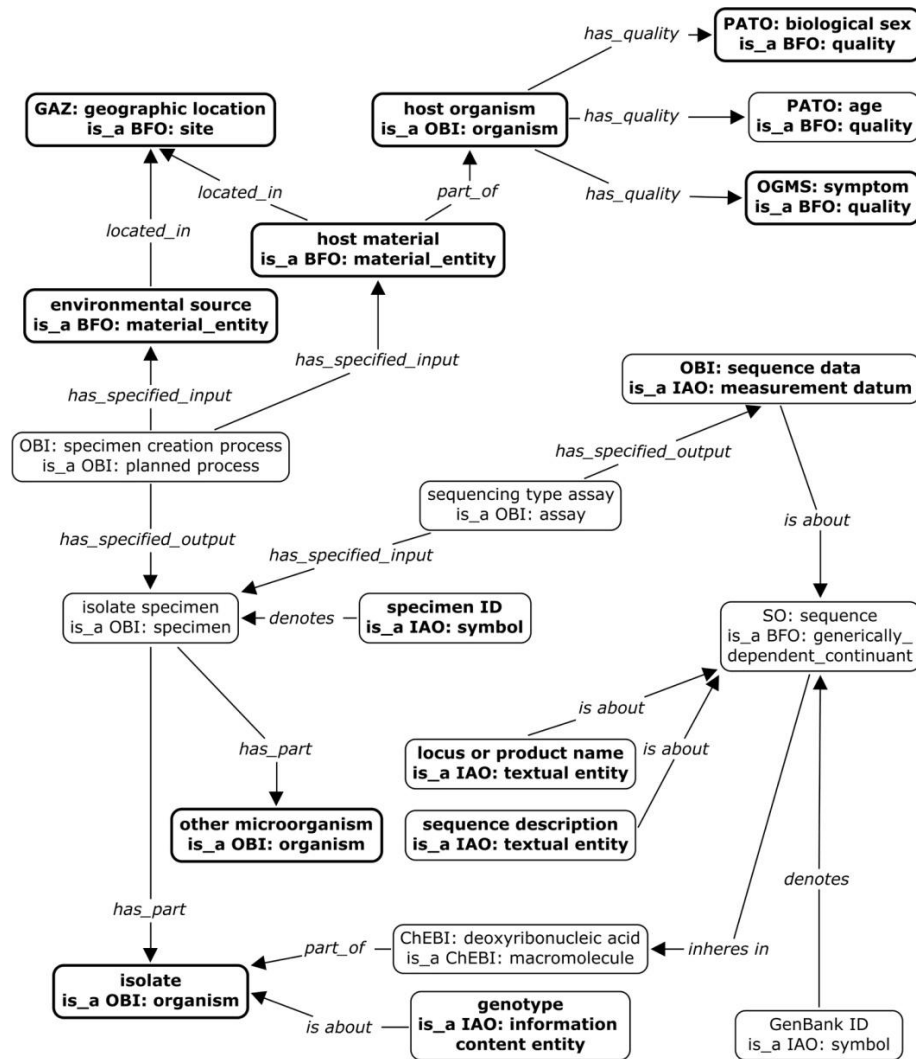 PATO: biological sex
is_a BFO: quality
has_quality
GAZ: geographic location
is_a BFO: site
host organism
is_a OBI: organism
has_quality
PATO: age
is_a BFO: quality
located_in
part_of
has_quality
OGMS: symptom
is_a BFO: quality
located_in
host material
is_a BFO: material_entity
environmental source
is_a BFO: material_entity
has_specified_input
has_specified_input
OBI: sequence data
is_a IAO: measurement datum
OBI: specimen creation process
is_a OBI: planned process
has_specified_output
sequencing type assay
is_a OBI: assay
is about
has_specified_output
has_specified_input
isolate specimen
is_a OBI: specimen
denotes
specimen ID
is_a IAO: symbol
SO: sequence
is_a BFO: generically_
dependent_continuant
is about
has_part
locus or product name
is_a IAO: textual entity
is about
other microorganism
is_a OBI: organism
sequence description
is_a IAO: textual entity
denotes
has_part
part_of
ChEBI: deoxyribonucleic acid
is_a ChEBI: macromolecule
inheres in
isolate
is_a OBI: organism
is about
genotype
is_a IAO: information
content entity
GenBank ID
is_a IAO: symbol